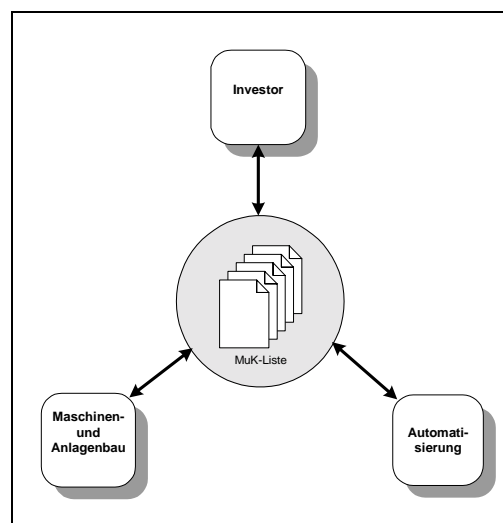 Investor
MuK-Liste
Maschinen-
und
Anlagenbau
Automati-
sierung